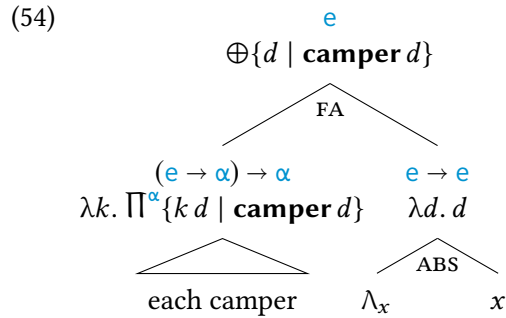 (54)
e
⊕{d | camper d}
FA
(e → α) → α e → e
λk. ∏^α{k d | camper d} λd. d
ABS
each camper Λ_x x